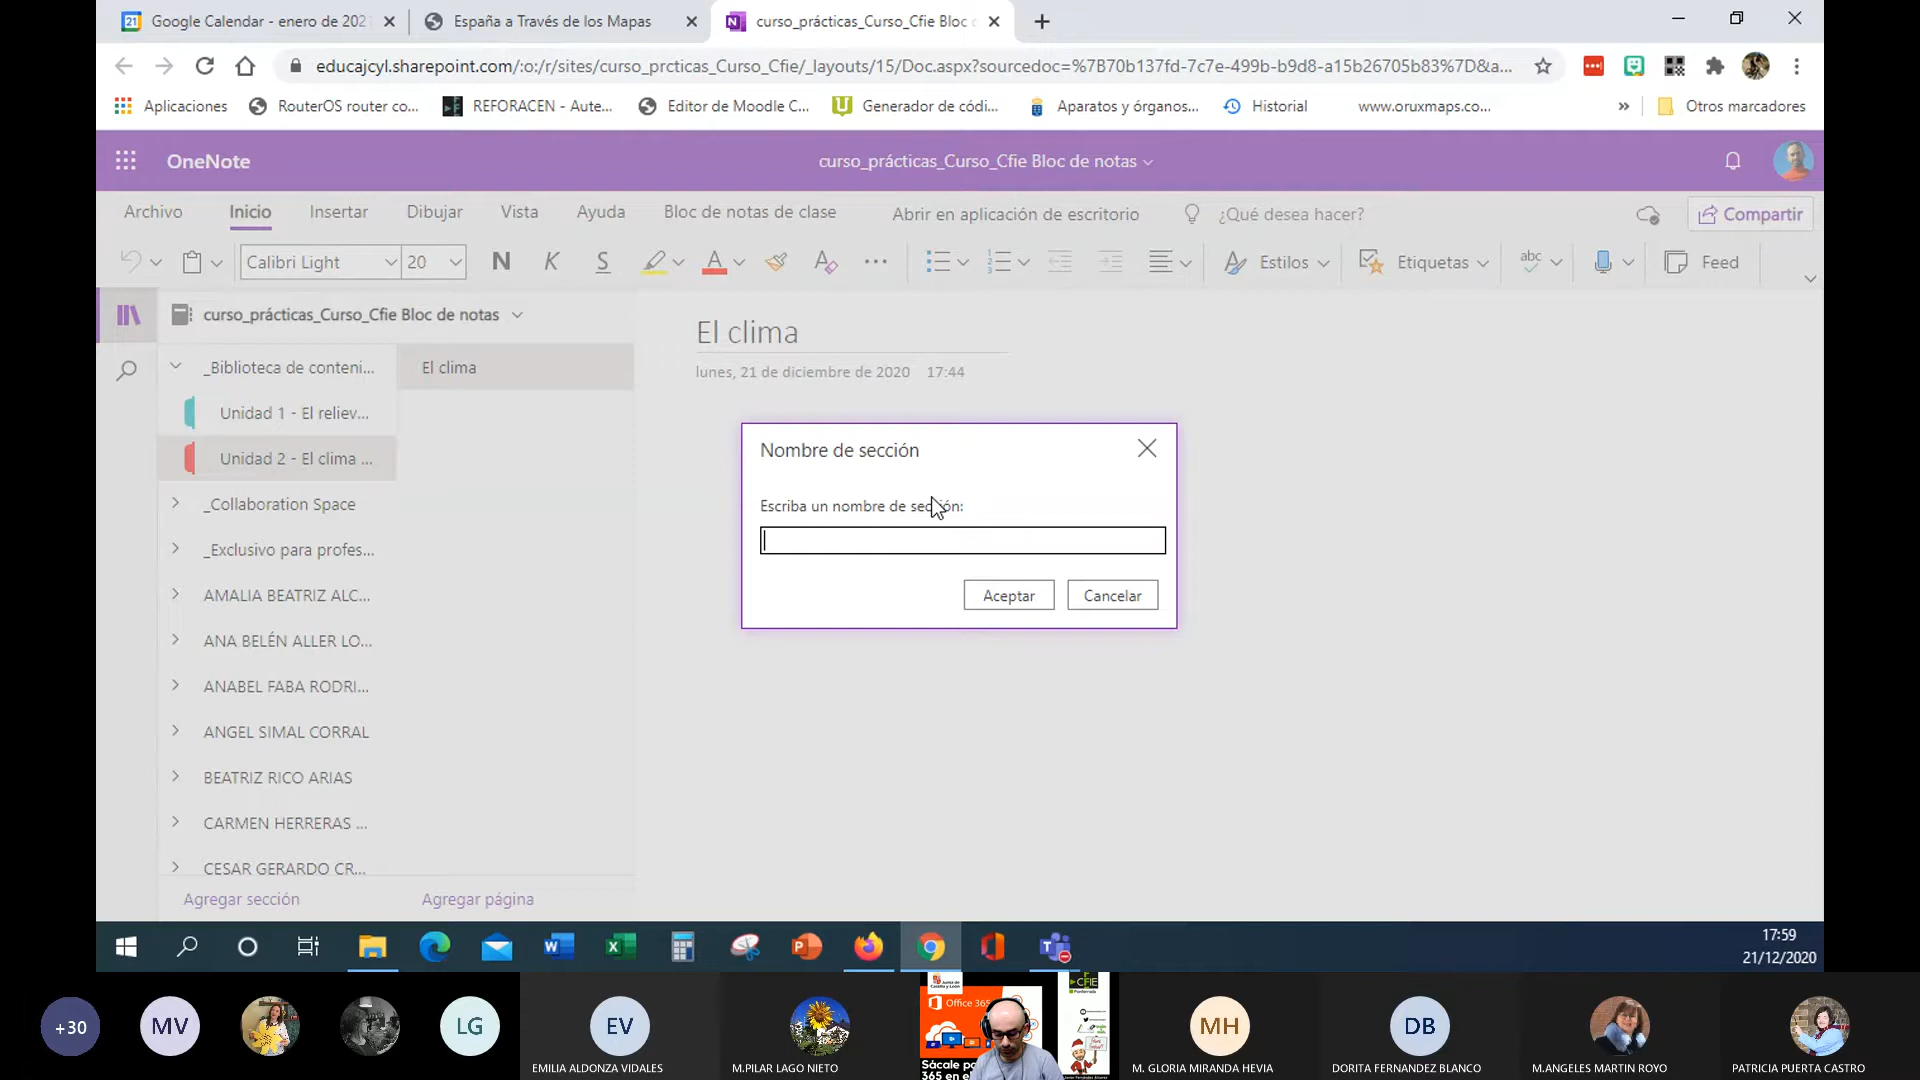 Google Calendar - enero de 202
España a Través de los Mapas
curso_prácticas_Curso_Cfie Bloc
educajcyl.sharepoint.com/:o:/r/sites/curso_prcticas_Curso_Cfie/_layouts/15/Doc.aspx?sourcedoc=%7B70b137fd-7c7e-499b-b9d8-a15b26705b83%7D&a...
Aplicaciones
RouterOS router co...
REFORACEN - Aute...
Editor de Moodle C...
Generador de códi...
Aparatos y órganos...
Historial
www.oruxmaps.co...
»
Otros marcadores
OneNote
curso_prácticas_Curso_Cfie Bloc de notas
Archivo
Inicio
Insertar
Dibujar
Vista
Ayuda
Bloc de notas de clase
Abrir en aplicación de escritorio
¿Qué desea hacer?
Compartir
Calibri Light
20
N
K
S
Estilos
Etiquetas
abc
Feed
curso_prácticas_Curso_Cfie Bloc de notas
_Biblioteca de conteni...
Unidad 1 - El reliev...
Unidad 2 - El clima ...
_Collaboration Space
_Exclusivo para profes...
AMALIA BEATRIZ ALC...
ANA BELÉN ALLER LO...
ANABEL FABA RODRI...
ANGEL SIMAL CORRAL
BEATRIZ RICO ARIAS
CARMEN HERRERAS ...
CESAR GERARDO CR...
Agregar sección
El clima
Agregar página
El clima
lunes, 21 de diciembre de 2020 17:44
Nombre de sección
Escriba un nombre de sección:
Aceptar
Cancelar
17:59
21/12/2020
+30
MV
LG
EV
EMILIA ALDONZA VIDALES
M.PILAR LAGO NIETO
Office 365
Sácale pa
365 en e
CFIE
MH
M. GLORIA MIRANDA HEVIA
DB
DORITA FERNANDEZ BLANCO
M.ANGELES MARTIN ROYO
PATRICIA PUERTA CASTRO